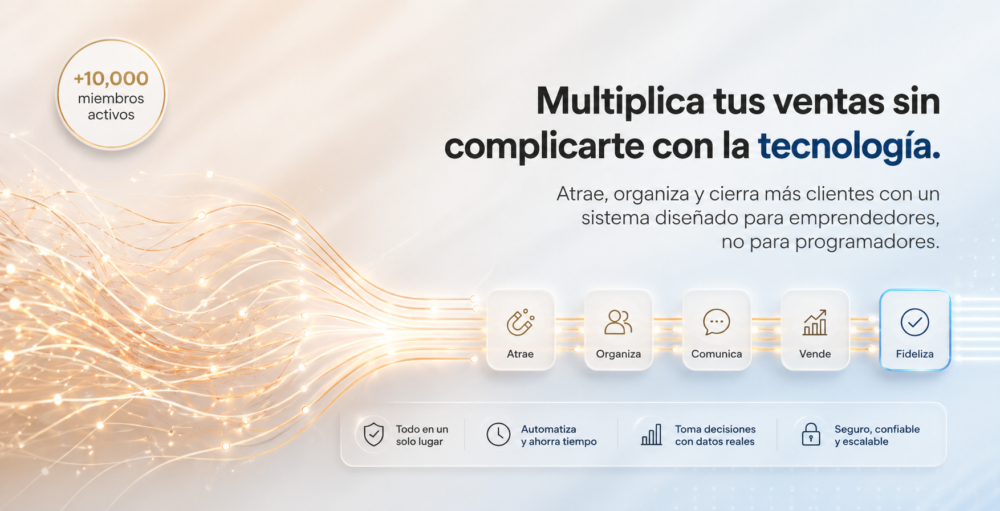 +10,000
miembros
activos
Multiplica tus ventas sin
complicarte con la tecnología.
Atrae, organiza y cierra más clientes con un
sistema diseñado para emprendedores,
no para programadores.
Atrae
Organiza
Comunica
Vende
Fideliza
Todo en un
solo lugar
Automatiza
y ahorra tiempo
Toma decisiones
con datos reales
Seguro, confiable
y escalable